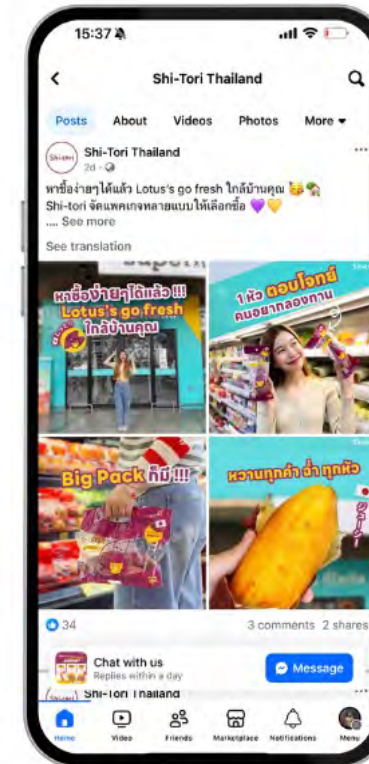 15:37
Shi-Tori Thailand
Posts About Videos Photos More
Shi-Tori Thailand
2d
หาซื้อง่ายๆได้แล้ว Lotus's go fresh ใกล้บ้านคุณ
Shi-tori จัดแพคเกจหลายแบบให้เลือกซื้อ
.... See more
See translation
หาซื้อง่ายๆได้แล้ว !!!
Lotus's go fresh
ใกล้บ้านคุณ
1 หัว ตอบโจทย์
คนอยากลองทาน
Big Pack ก็มี !!!
หวานทุกคำ ฉ่ำ ทุกหัว
34
3 comments 2 shares
Chat with us
Replies within a day
Message
Shi-Tori Thailand
Home Video Friends Marketplace Notifications Menu